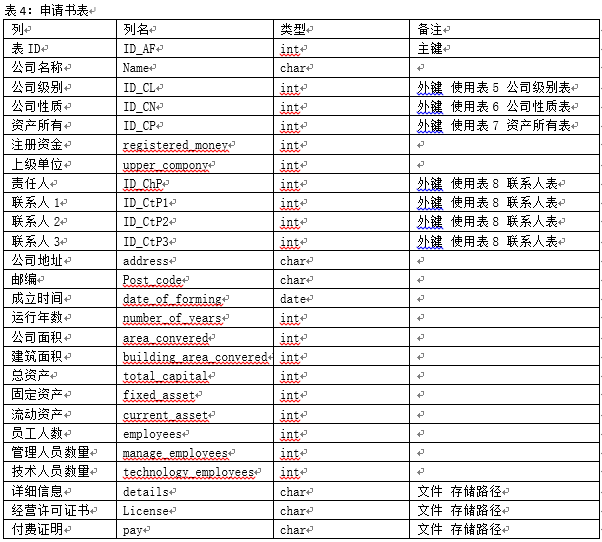 表 4：申请书表
列 列名 类型 备注
表 ID ID_AF int 主键
公司名称 Name char
公司级别 ID_CL int 外键 使用表 5 公司级别表
公司性质 ID_CN int 外键 使用表 6 公司性质表
资产所有 ID_CP int 外键 使用表 7 资产所有表
注册资金 registered_money int
上级单位 upper_compony int
责任人 ID_ChP int 外键 使用表 8 联系人表
联系人 1 ID_CtP1 int 外键 使用表 8 联系人表
联系人 2 ID_CtP2 int 外键 使用表 8 联系人表
联系人 3 ID_CtP3 int 外键 使用表 8 联系人表
公司地址 address char
邮编 Post_code char
成立时间 date_of_forming date
运行年数 number_of_years int
公司面积 area_convered int
建筑面积 building_area_convered int
总资产 total_capital int
固定资产 fixed_asset int
流动资产 current_asset int
员工人数 employees int
管理人员数量 manage_employees int
技术人员数量 technology_employees int
详细信息 details char 文件 存储路径
经营许可证书 License char 文件 存储路径
付费证明 pay char 文件 存储路径